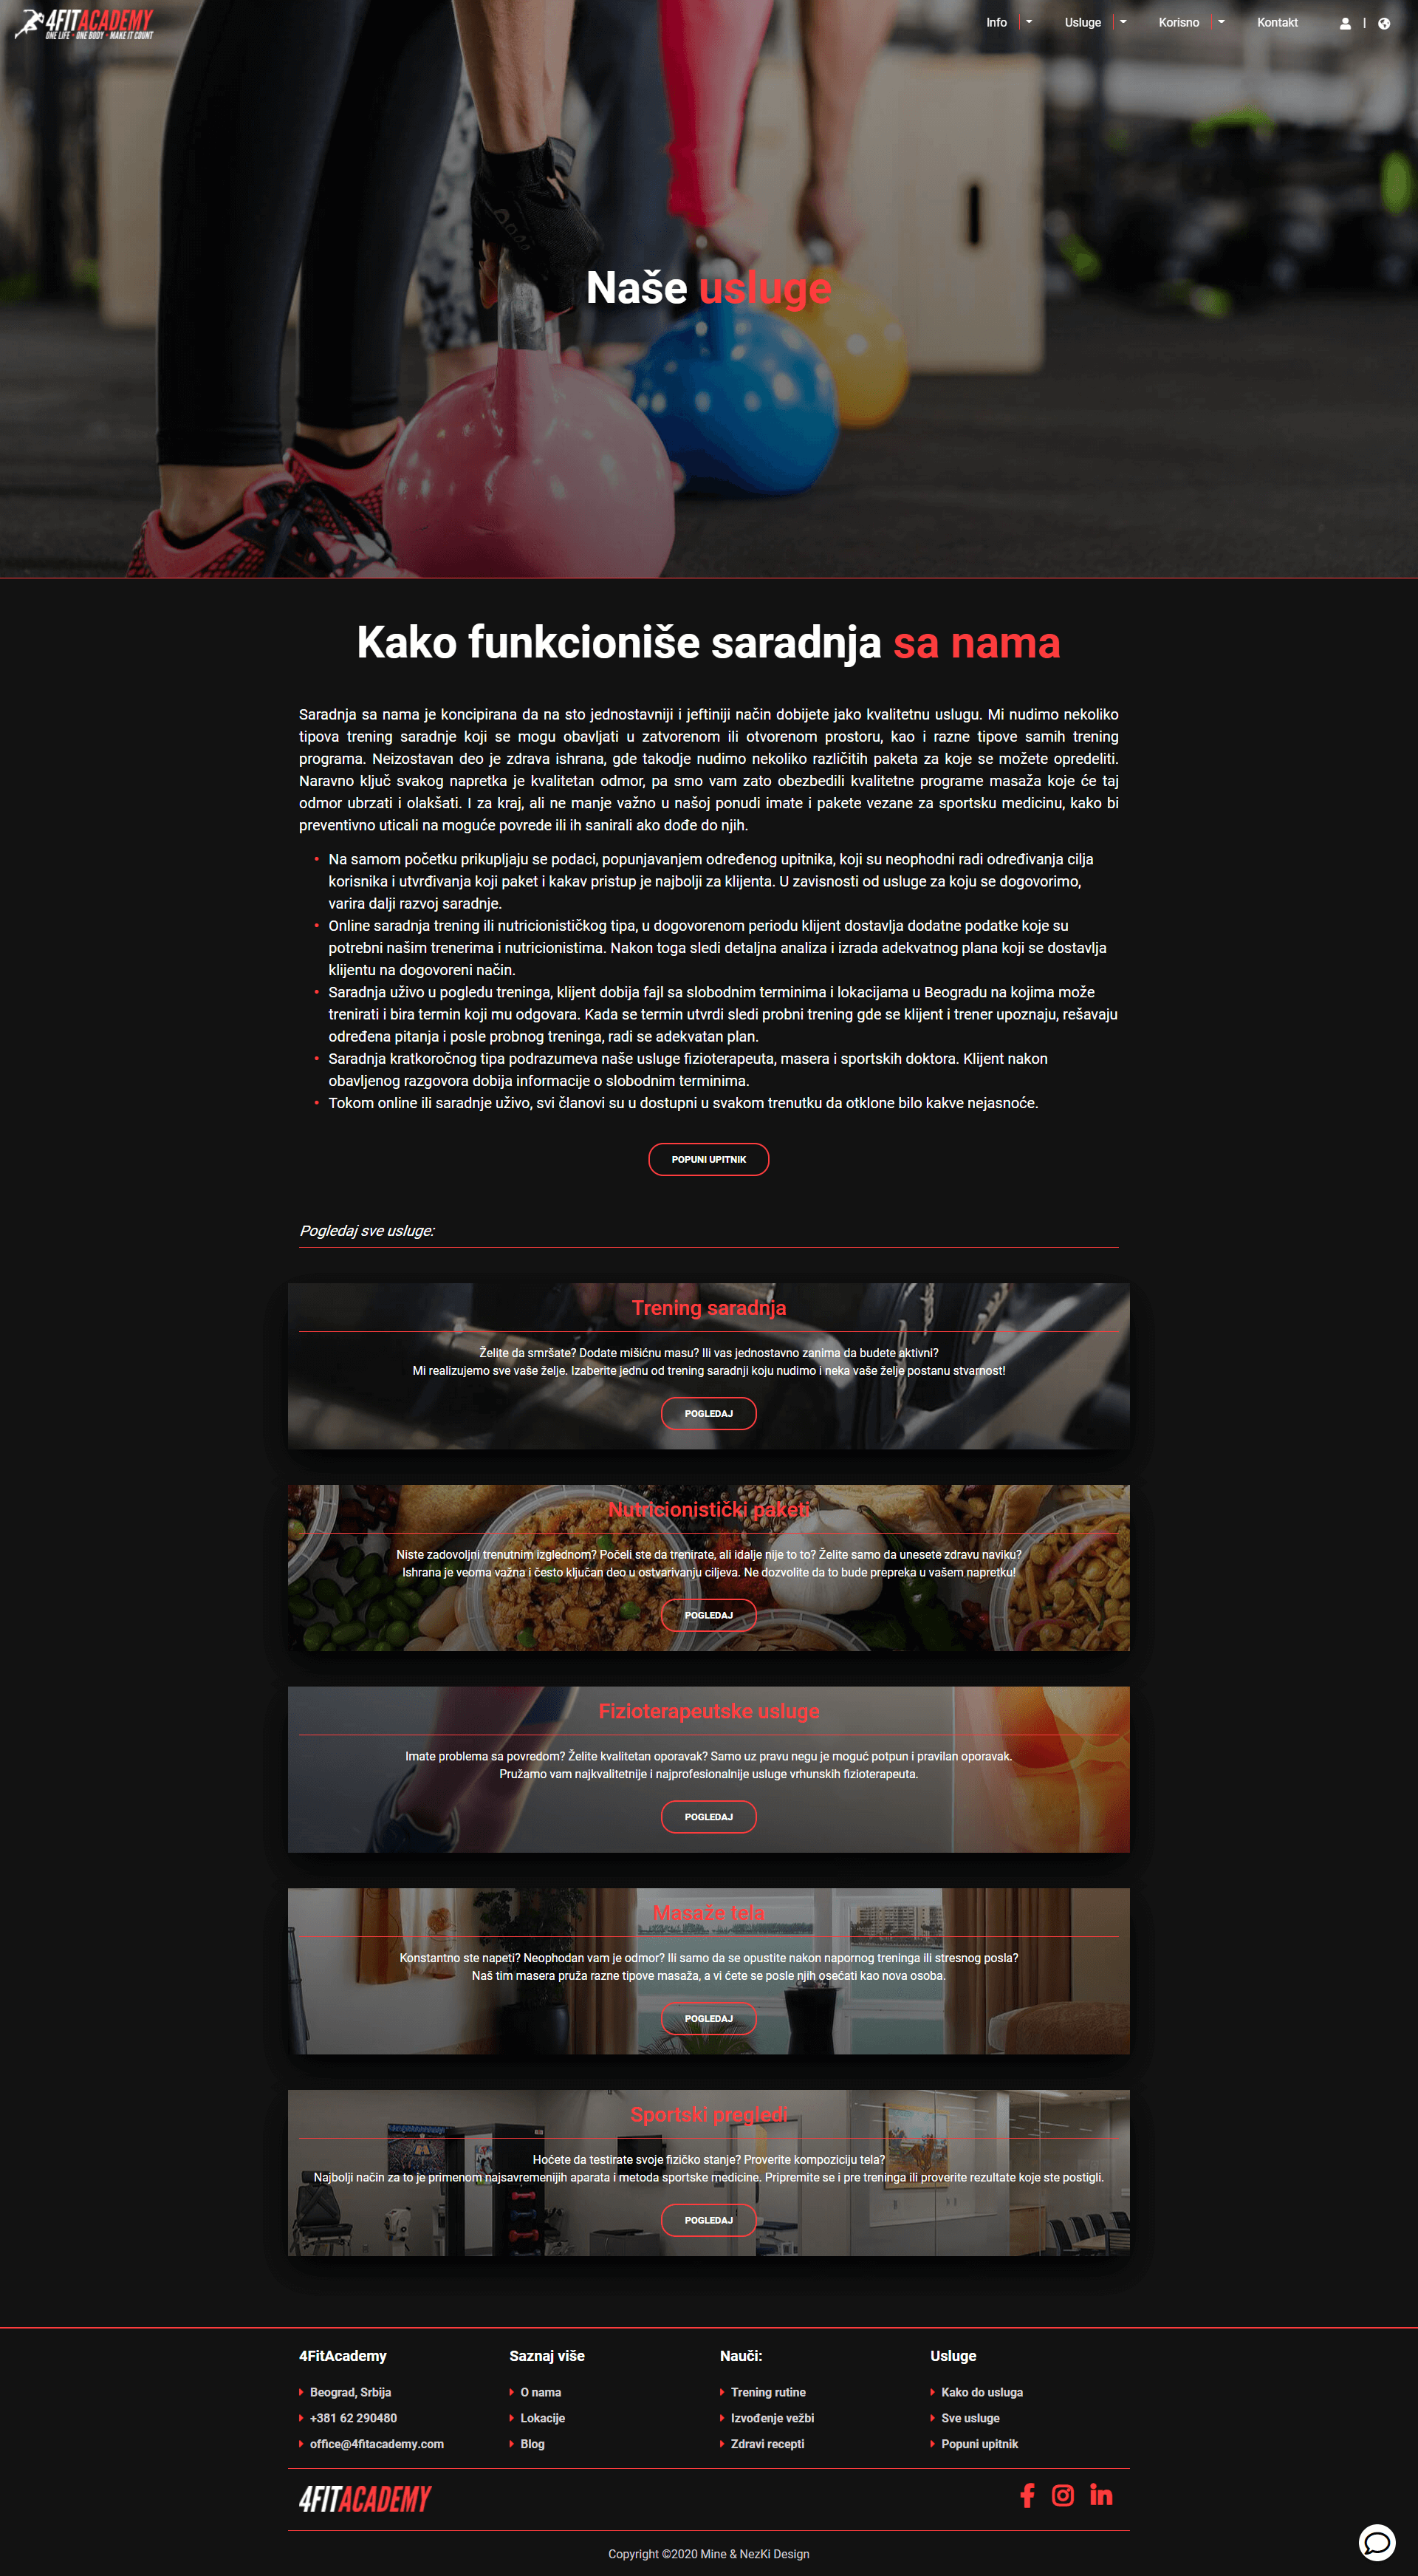 4FITACADEMY
ONE LIFE - ONE BODY - MAKE IT COUNT
Info
Usluge
Korisno
Kontakt
|
Naše usluge
Kako funkcioniše saradnja sa nama
Saradnja sa nama je koncipirana da na sto jednostavniji i jeftiniji način dobijete jako kvalitetnu uslugu. Mi nudimo nekoliko
tipova trening saradnje koji se mogu obavljati u zatvorenom ili otvorenom prostoru, kao i razne tipove samih trening
programa. Neizostavan deo je zdrava ishrana, gde takodje nudimo nekoliko različitih paketa za koje se možete opredeliti.
Naravno ključ svakog napretka je kvalitetan odmor, pa smo vam zato obezbedili kvalitetne programe masaža koje će taj
odmor ubrzati i olakšati. I za kraj, ali ne manje važno u našoj ponudi imate i pakete vezane za sportsku medicinu, kako bi
preventivno uticali na moguće povrede ili ih sanirali ako dođe do njih.
• Na samom početku prikupljaju se podaci, popunjavanjem određenog upitnika, koji su neophodni radi određivanja cilja
korisnika i utvrđivanja koji paket i kakav pristup je najbolji za klijenta. U zavisnosti od usluge za koju se dogovorimo,
varira dalji razvoj saradnje.
• Online saradnja trening ili nutricionističkog tipa, u dogovorenom periodu klijent dostavlja dodatne podatke koje su
potrebni našim trenerima i nutricionistima. Nakon toga sledi detaljna analiza i izrada adekvatnog plana koji se dostavlja
klijentu na dogovoreni način.
• Saradnja uživo u pogledu treninga, klijent dobija fajl sa slobodnim terminima i lokacijama u Beogradu na kojima može
trenirati i bira termin koji mu odgovara. Kada se termin utvrdi sledi probni trening gde se klijent i trener upoznaju, rešavaju
određena pitanja i posle probnog treninga, radi se adekvatan plan.
• Saradnja kratkoročnog tipa podrazumeva naše usluge fizioterapeuta, masera i sportskih doktora. Klijent nakon
obavljenog razgovora dobija informacije o slobodnim terminima.
• Tokom online ili saradnje uživo, svi članovi su u dostupni u svakom trenutku da otklone bilo kakve nejasnoće.
POPUNI UPITNIK
Pogledaj sve usluge:
Trening saradnja
Želite da smršate? Dodate mišićnu masu? Ili vas jednostavno zanima da budete aktivni?
Mi realizujemo sve vaše želje. Izaberite jednu od trening saradnji koju nudimo i neka vaše želje postanu stvarnost!
POGLEDAJ
Nutricionistički paketi
Niste zadovoljni trenutnim izglednom? Počeli ste da trenirate, ali idalje nije to to? Želite samo da unesete zdravu naviku?
Ishrana je veoma važna i često ključan deo u ostvarivanju ciljeva. Ne dozvolite da to bude prepreka u vašem napretku!
POGLEDAJ
Fizioterapeutske usluge
Imate problema sa povredom? Želite kvalitetan oporavak? Samo uz pravu negu je moguć potpun i pravilan oporavak.
Pružamo vam najkvalitetnije i najprofesionalnije usluge vrhunskih fizioterapeuta.
POGLEDAJ
Masaže tela
Konstantno ste napeti? Neophodan vam je odmor? Ili samo da se opustite nakon napornog treninga ili stresnog posla?
Naš tim masera pruža razne tipove masaža, a vi ćete se posle njih osećati kao nova osoba.
POGLEDAJ
Sportski pregledi
Hoćete da testirate svoje fizičko stanje? Proverite kompoziciju tela?
Najbolji način za to je primenom najsavremenijih aparata i metoda sportske medicine. Pripremite se i pre treninga ili proverite rezultate koje ste postigli.
POGLEDAJ
4FitAcademy
Beograd, Srbija
+381 62 290480
office@4fitacademy.com
Saznaj više
O nama
Lokacije
Blog
Nauči:
Trening rutine
Izvođenje vežbi
Zdravi recepti
Usluge
Kako do usluga
Sve usluge
Popuni upitnik
4FITACADEMY
Copyright ©2020 Mine & NezKi Design